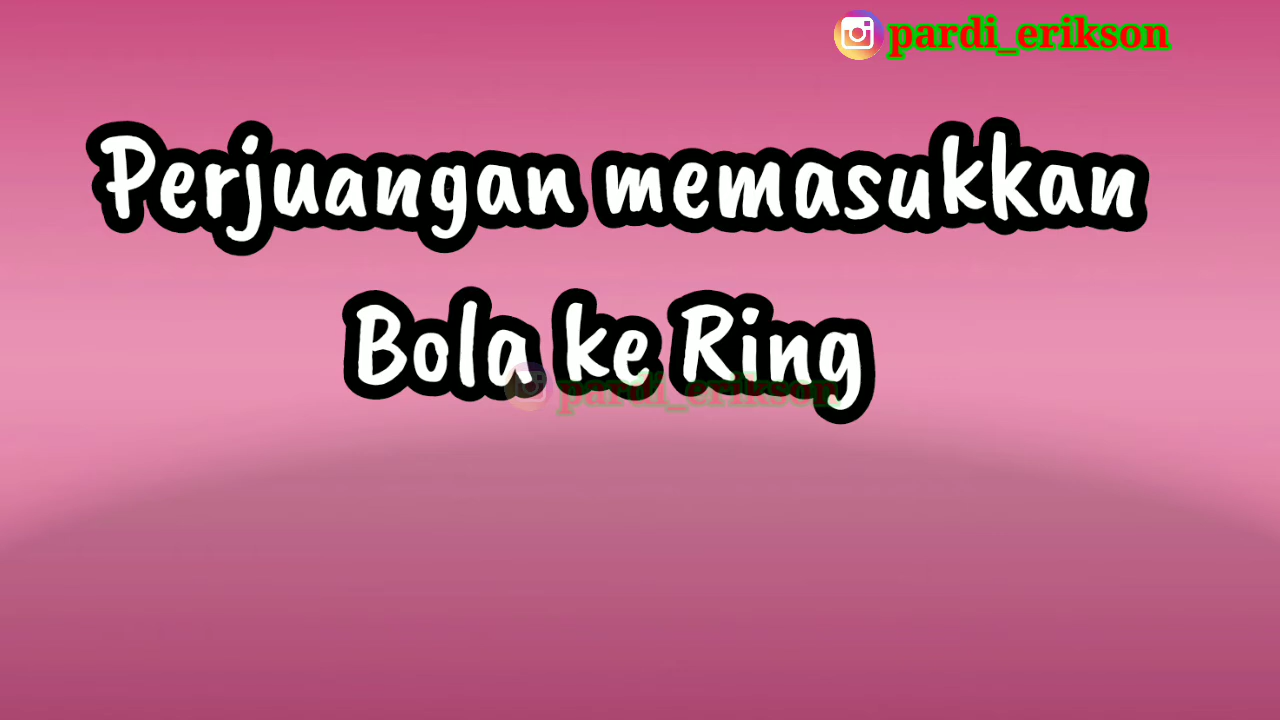 pardi_erikson
Perjuangan memasukkan
Bola ke Ring
pardi_erikson